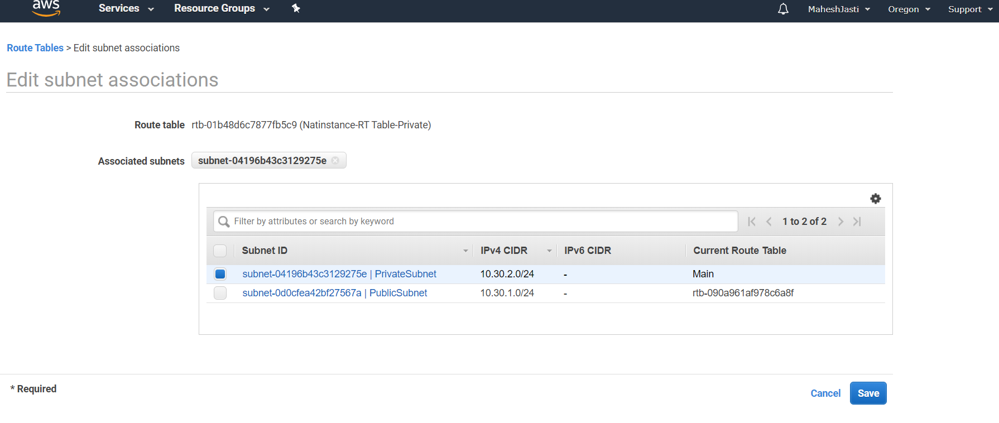 aws Services Resource Groups MaheshJasti Oregon Support
Route Tables > Edit subnet associations
Edit subnet associations
Route table rtb-01b48d6c7877fb5c9 (Natinstance-RT Table-Private)
Associated subnets subnet-04196b43c3129275e
Filter by attributes or search by keyword 1 to 2 of 2
Subnet ID IPv4 CIDR IPv6 CIDR Current Route Table
subnet-04196b43c3129275e | PrivateSubnet 10.30.2.0/24 - Main
subnet-0d0cfea42bf27567a | PublicSubnet 10.30.1.0/24 - rtb-090a961af978c6a8f
* Required Cancel Save